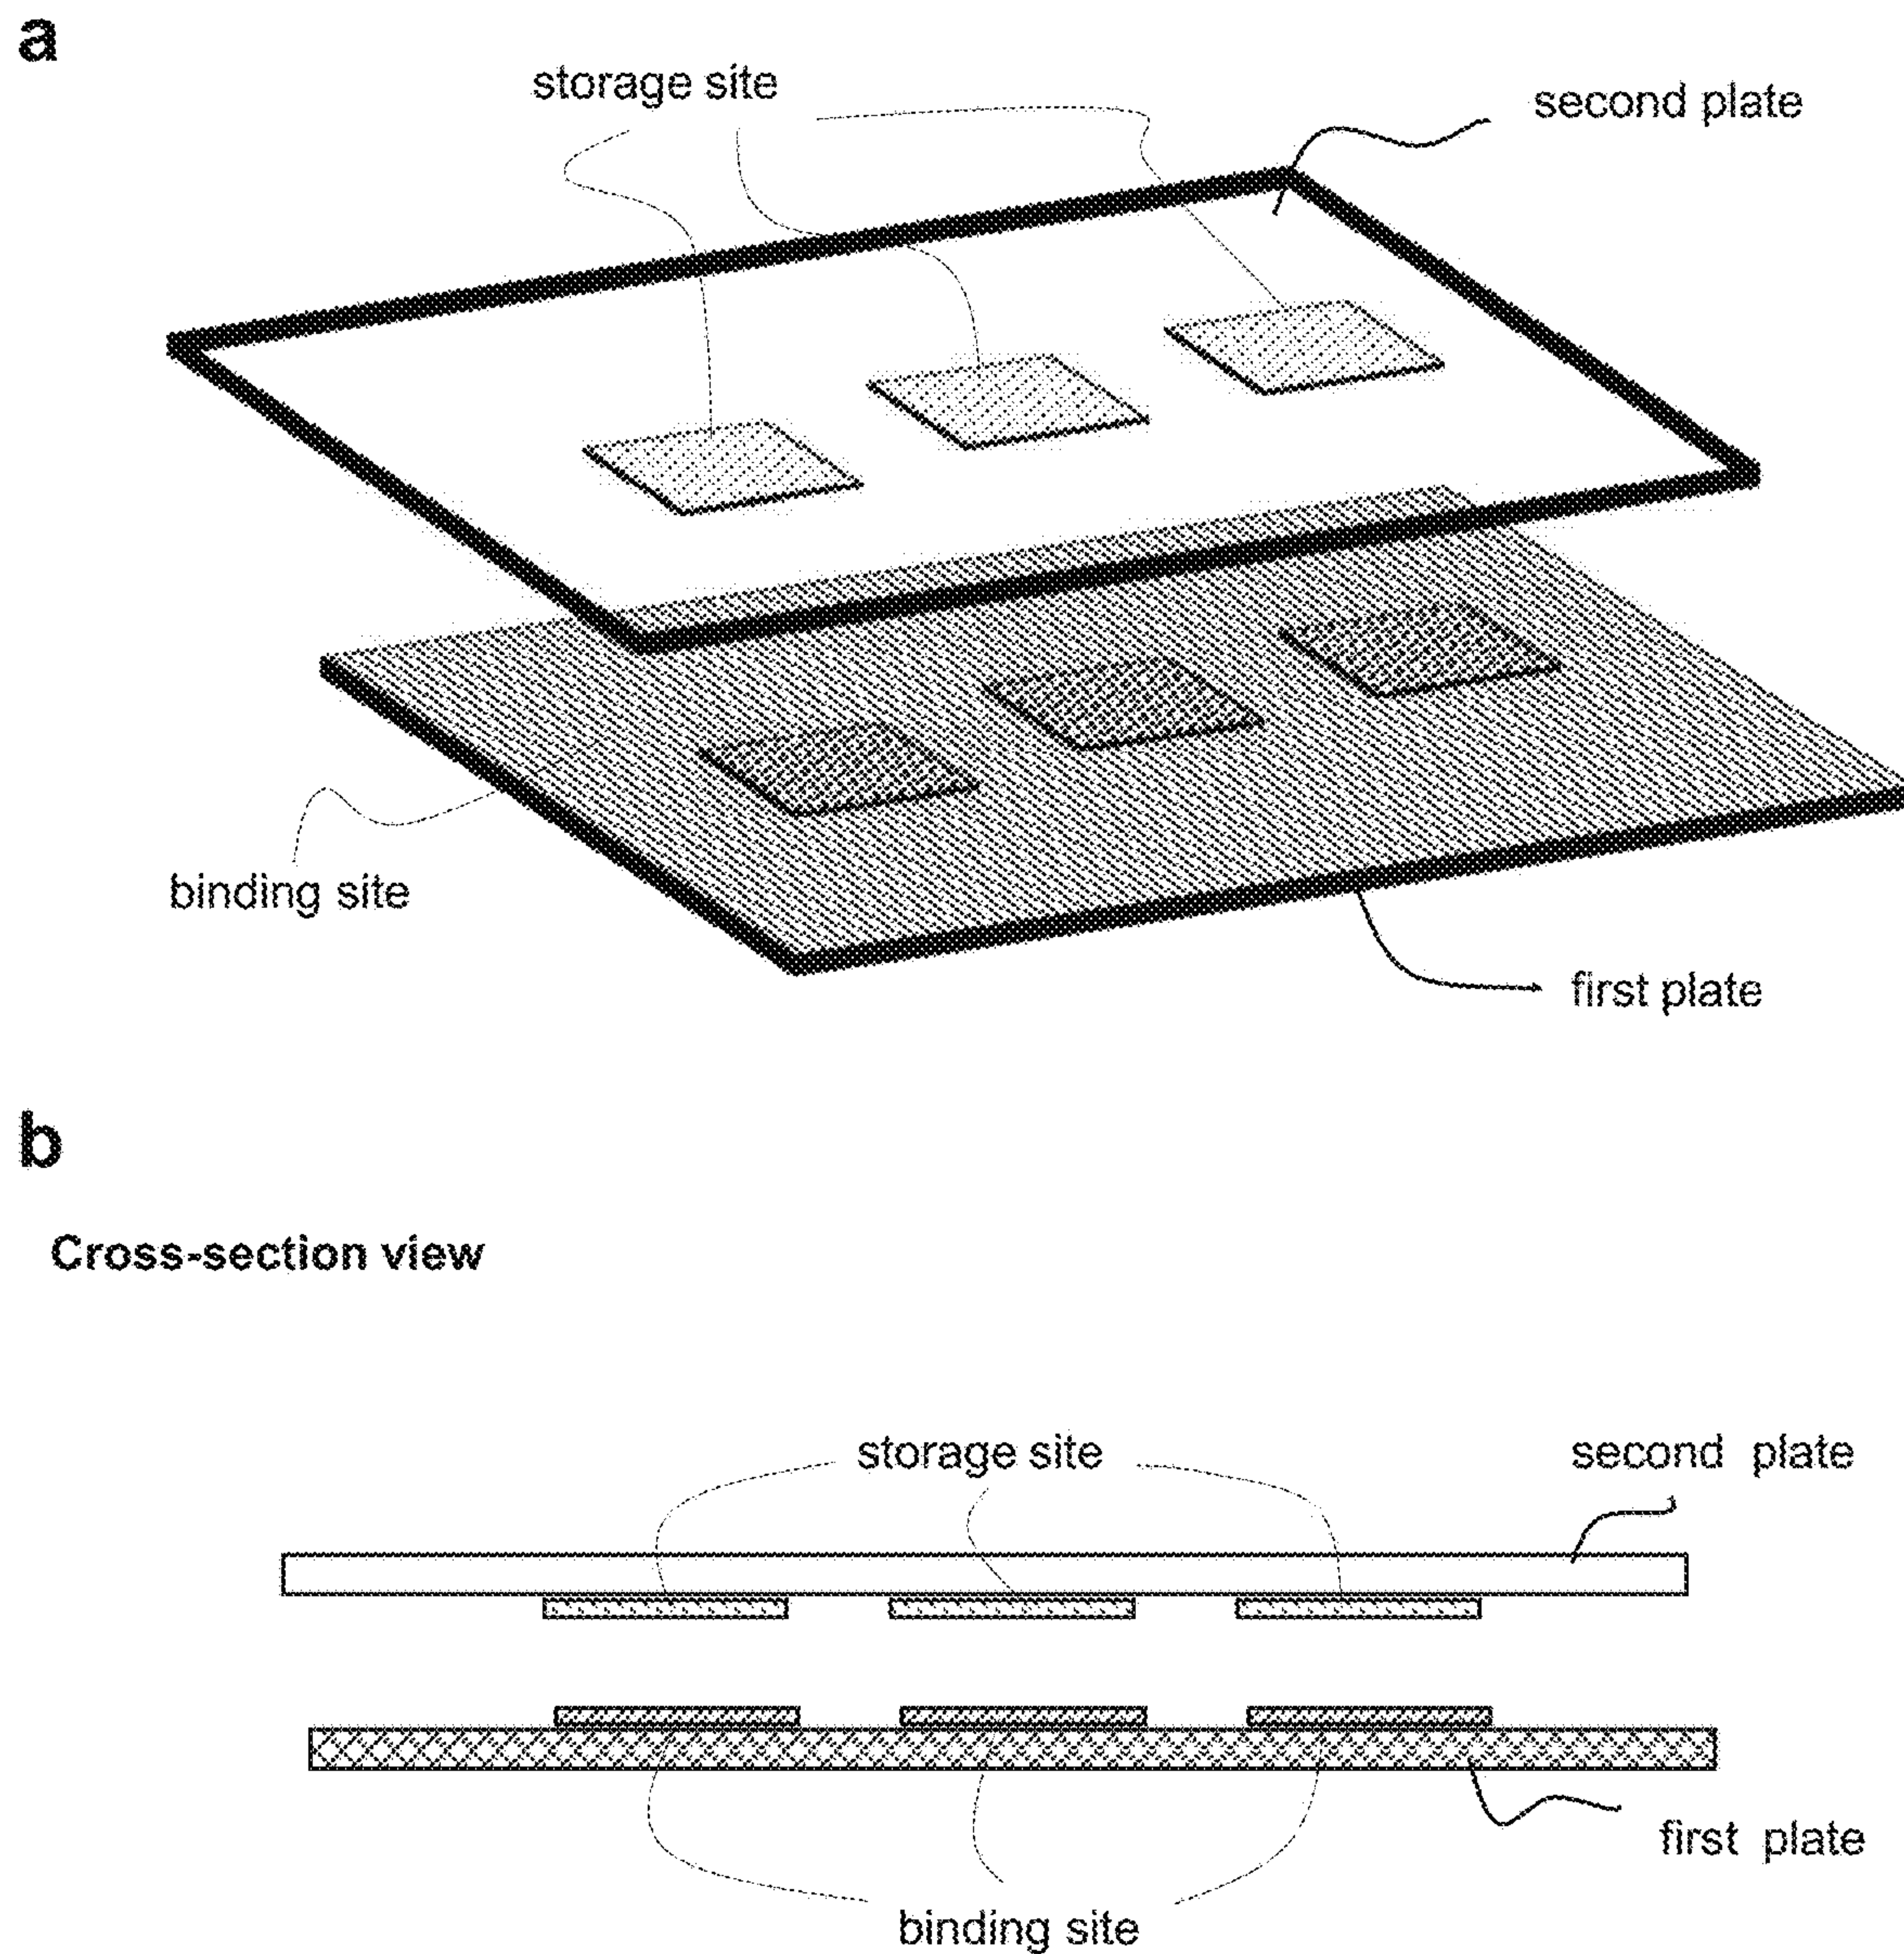 a
storage site
second plate
binding site
first plate
b
Cross-section view
storage site
second plate
first plate
binding site